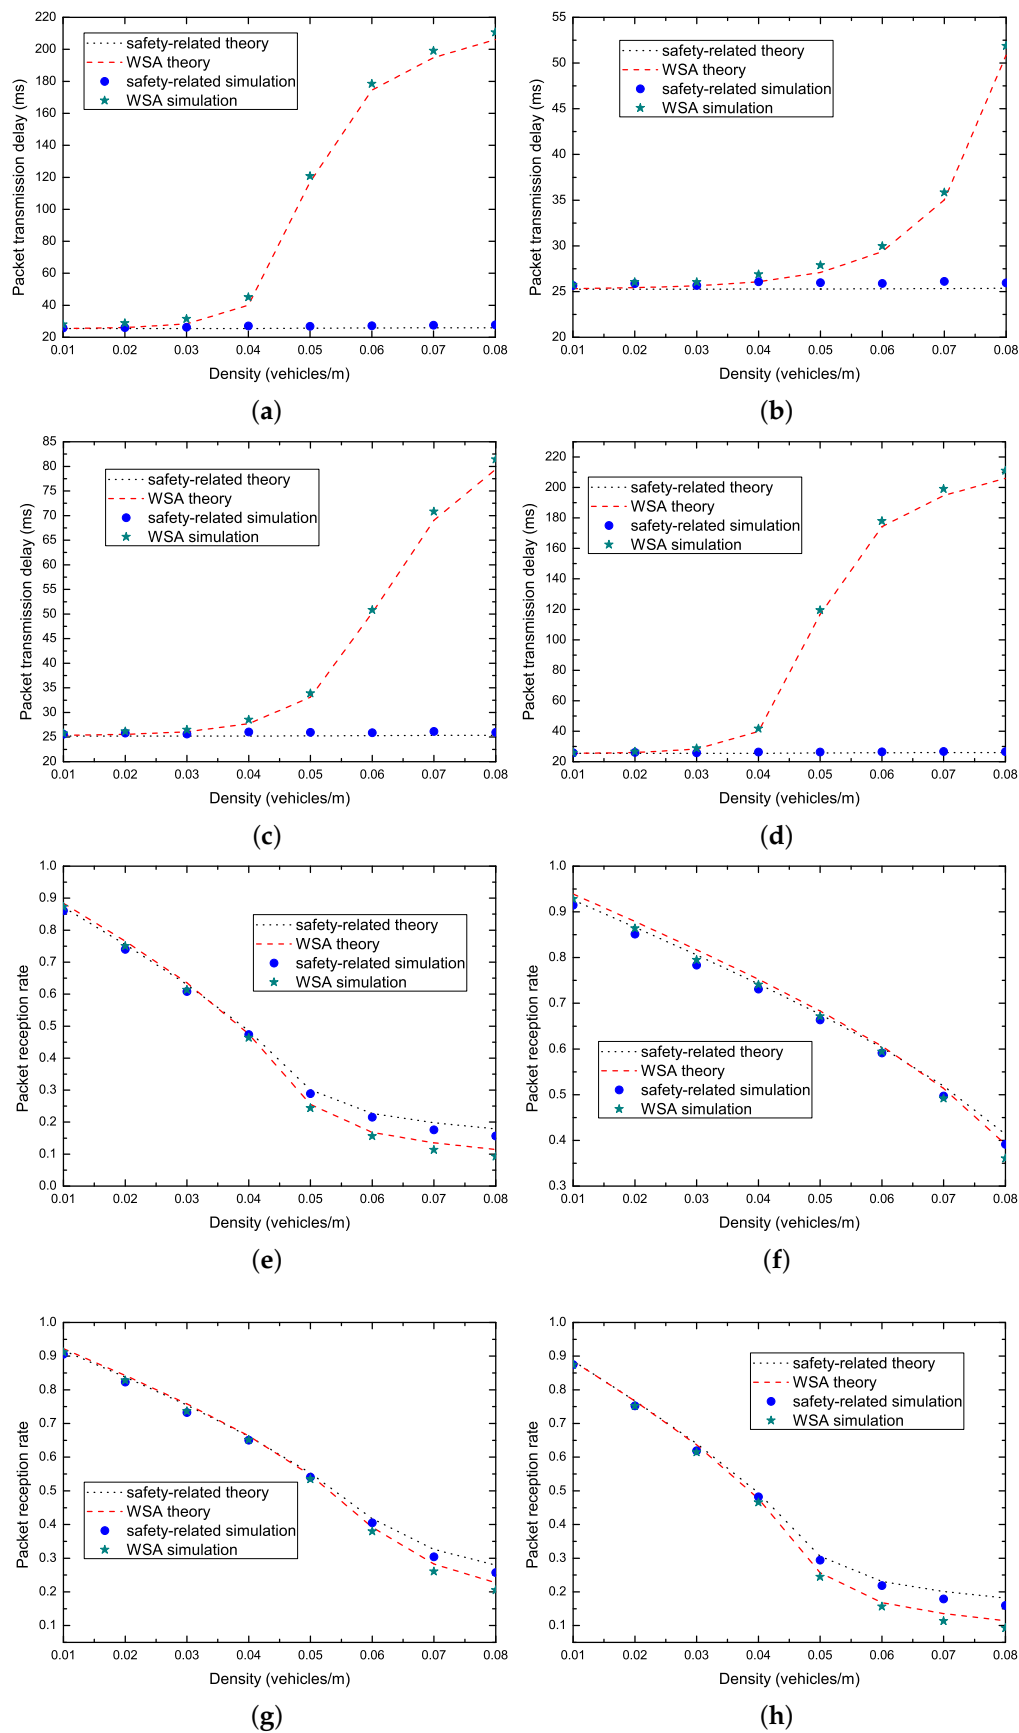 220
200
180
160
140
120
100
80
60
40
20
Packet transmission delay (ms)
safety-related theory
WSA theory
safety-related simulation
WSA simulation
0.01 0.02 0.03 0.04 0.05 0.06 0.07 0.08
Density (vehicles/m)
(a)
55
50
45
40
35
30
25
20
Packet transmission delay (ms)
safety-related theory
WSA theory
safety-related simulation
WSA simulation
0.01 0.02 0.03 0.04 0.05 0.06 0.07 0.08
Density (vehicles/m)
(b)
85
80
75
70
65
60
55
50
45
40
35
30
25
20
Packet transmission delay (ms)
safety-related theory
WSA theory
safety-related simulation
WSA simulation
0.01 0.02 0.03 0.04 0.05 0.06 0.07 0.08
Density (vehicles/m)
(c)
220
200
180
160
140
120
100
80
60
40
20
Packet transmission delay (ms)
safety-related theory
WSA theory
safety-related simulation
WSA simulation
0.01 0.02 0.03 0.04 0.05 0.06 0.07 0.08
Density (vehicles/m)
(d)
1.0
0.9
0.8
0.7
0.6
0.5
0.4
0.3
0.2
0.1
0.0
Packet reception rate
safety-related theory
WSA theory
safety-related simulation
WSA simulation
0.01 0.02 0.03 0.04 0.05 0.06 0.07 0.08
Density (vehicles/m)
(e)
1.0
0.9
0.8
0.7
0.6
0.5
0.4
0.3
Packet reception rate
safety-related theory
WSA theory
safety-related simulation
WSA simulation
0.01 0.02 0.03 0.04 0.05 0.06 0.07 0.08
Density (vehicles/m)
(f)
1.0
0.9
0.8
0.7
0.6
0.5
0.4
0.3
0.2
0.1
Packet reception rate
safety-related theory
WSA theory
safety-related simulation
WSA simulation
0.01 0.02 0.03 0.04 0.05 0.06 0.07 0.08
Density (vehicles/m)
(g)
1.0
0.9
0.8
0.7
0.6
0.5
0.4
0.3
0.2
0.1
Packet reception rate
safety-related theory
WSA theory
safety-related simulation
WSA simulation
0.01 0.02 0.03 0.04 0.05 0.06 0.07 0.08
Density (vehicles/m)
(h)